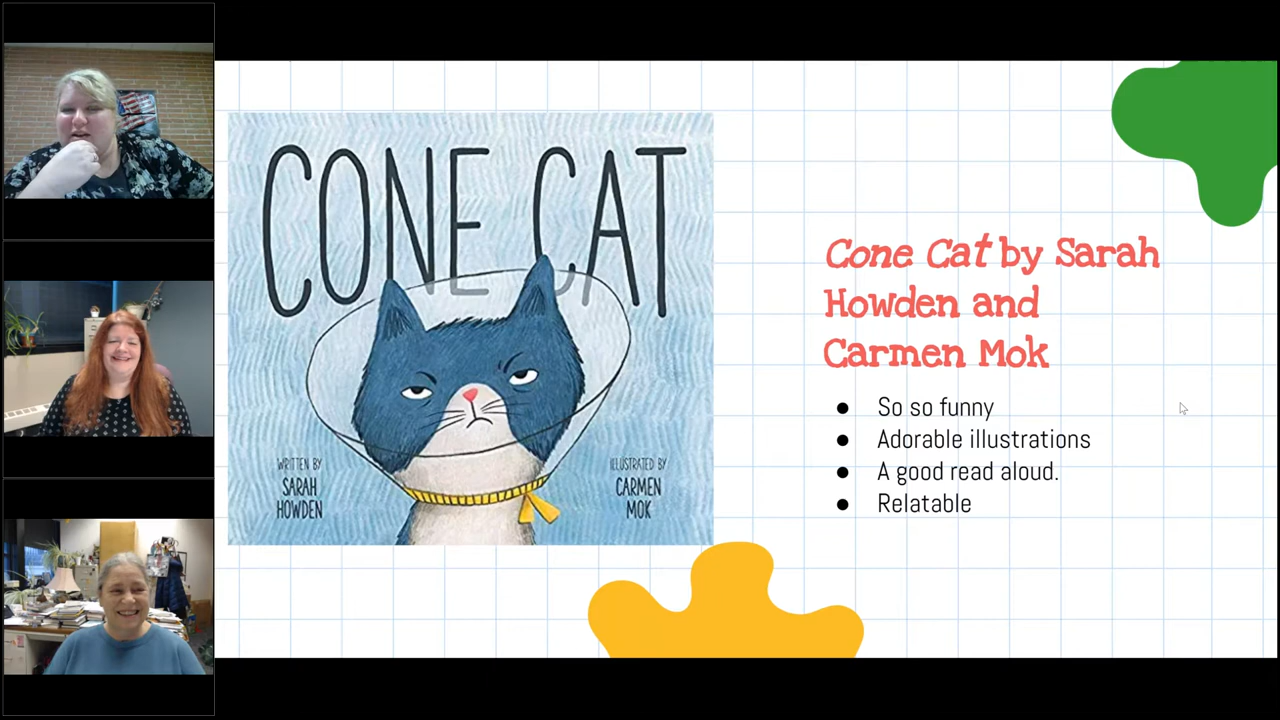 CONE CAT
WRITTEN BY
SARAH
HOWDEN
ILLUSTRATED BY
CARMEN
MOK
Cone Cat by Sarah
Howden and
Carmen Mok
● So so funny
● Adorable illustrations
● A good read aloud.
● Relatable